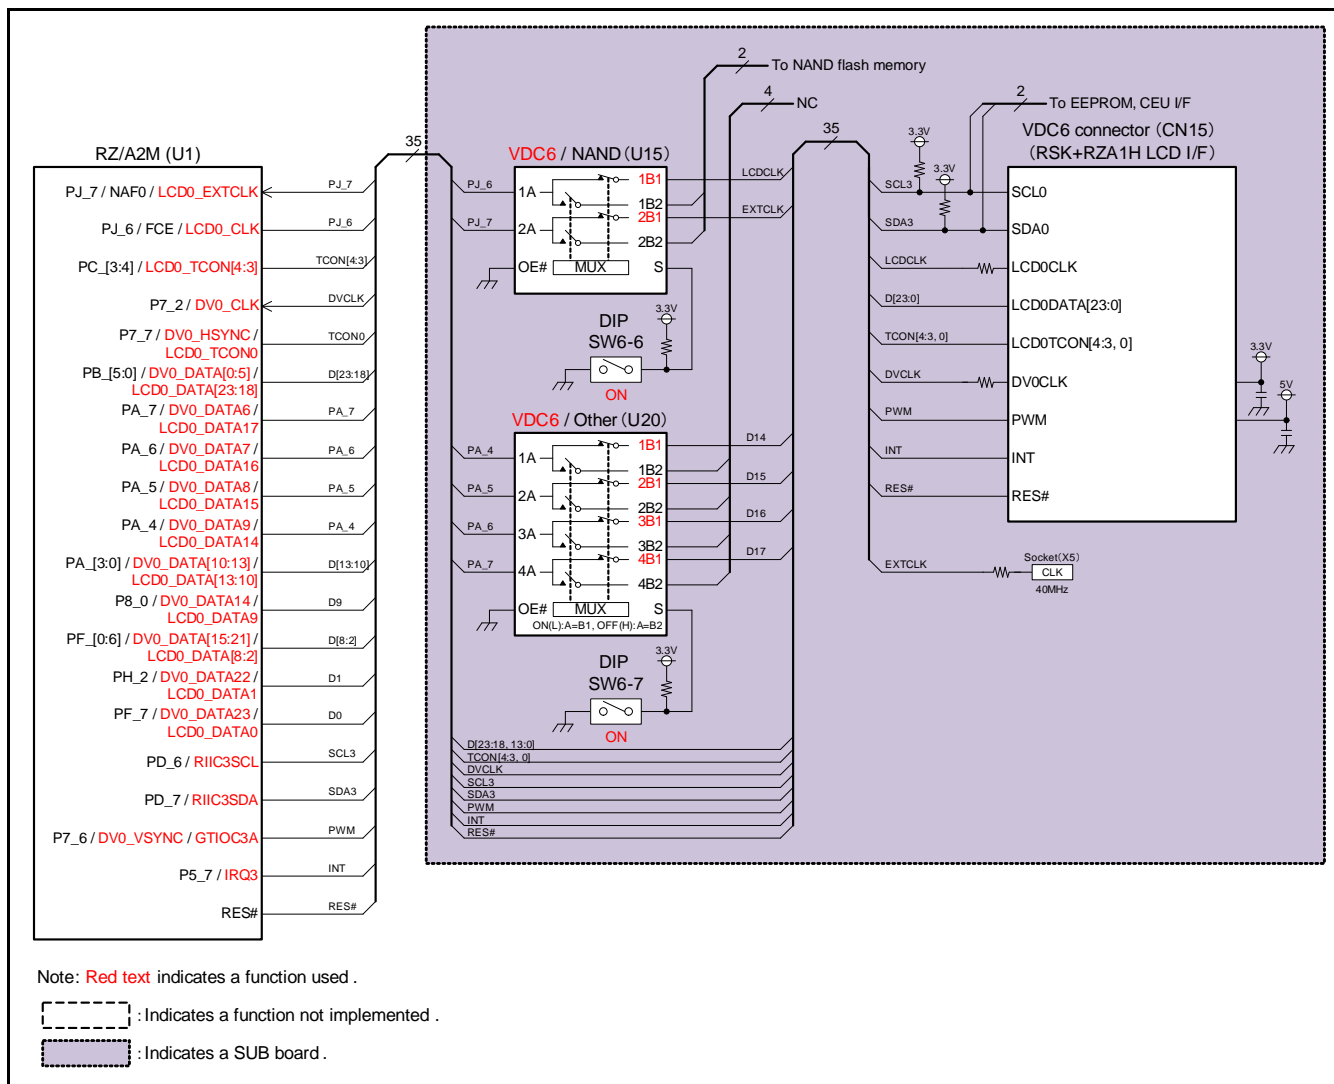 RZ/A2M (U1)
PJ_7 / NAF0 / LCD0_EXTCLK
PJ_6 / FCE / LCD0_CLK
PC_[3:4] / LCD0_TCON[4:3]
P7_2 / DV0_CLK
P7_7 / DV0_HSYNC /
LCD0_TCON0
PB_[5:0] / DV0_DATA[0:5] /
LCD0_DATA[23:18]
PA_7 / DV0_DATA6 /
LCD0_DATA17
PA_6 / DV0_DATA7 /
LCD0_DATA16
PA_5 / DV0_DATA8 /
LCD0_DATA15
PA_4 / DV0_DATA9 /
LCD0_DATA14
PA_[3:0] / DV0_DATA[10:13] /
LCD0_DATA[13:10]
P8_0 / DV0_DATA14 /
LCD0_DATA9
PF_[0:6] / DV0_DATA[15:21] /
LCD0_DATA[8:2]
PH_2 / DV0_DATA22 /
LCD0_DATA1
PF_7 / DV0_DATA23 /
LCD0_DATA0
PD_6 / RIIC3SCL
PD_7 / RIIC3SDA
P7_6 / DV0_VSYNC / GTIOC3A
P5_7 / IRQ3
RES#
PJ_7
PJ_6
TCON[4:3]
DVCLK
TCON0
D[23:18]
PA_7
PA_6
PA_5
PA_4
D[13:10]
D9
D[8:2]
D1
D0
SCL3
SDA3
PWM
INT
RES#
35
2
To NAND flash memory
4
NC
VDC6 / NAND (U15)
PJ_6
PJ_7
1A
2A
OE#
MUX
S
1B1
1B2
2B1
2B2
LCDCLK
EXTCLK
DIP
SW6-6
3.3V
ON
VDC6 / Other (U20)
PA_4
PA_5
PA_6
PA_7
1A
2A
3A
4A
OE#
MUX
S
1B1
1B2
2B1
2B2
3B1
3B2
4B1
4B2
ON(L):A=B1, OFF(H):A=B2
D14
D15
D16
D17
DIP
SW6-7
3.3V
ON
D[23:18, 13:0]
TCON[4:3, 0]
DVCLK
SCL3
SDA3
PWM
INT
RES#
35
2
To EEPROM, CEU I/F
VDC6 connector (CN15)
(RSK+RZA1H LCD I/F)
3.3V
3.3V
SCL3
SDA3
LCDCLK
D[23:0]
TCON[4:3, 0]
DVCLK
PWM
INT
RES#
SCL0
SDA0
LCD0CLK
LCD0DATA[23:0]
LCD0TCON[4:3, 0]
DV0CLK
PWM
INT
RES#
3.3V
5V
EXTCLK
Socket(X5)
CLK
40MHz
Note: Red text indicates a function used .
: Indicates a function not implemented .
: Indicates a SUB board .